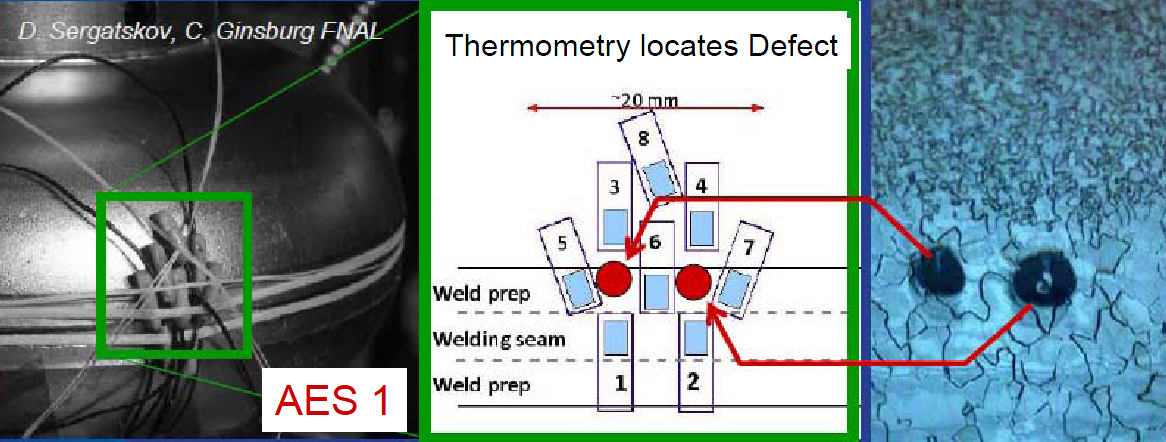 D. Sergatskov, C. Ginsburg FNAL
AES 1
Thermometry locates Defect
~20 mm
8
3
4
5
6
7
Weld prep
Welding seam
Weld prep
1
2